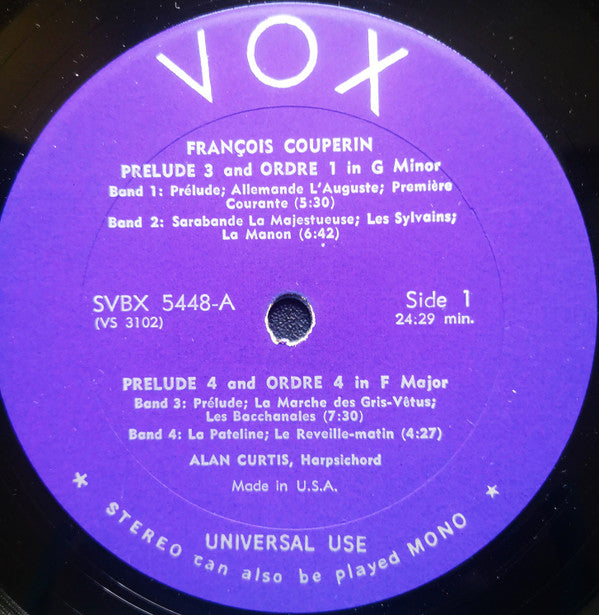 VOX
FRANÇOIS COUPERIN
PRELUDE 3 and ORDRE 1 in G Minor
Band 1: Prélude; Allemande L'Auguste; Première
Courante (5:30)
Band 2: Sarabande La Majestueuse; Les Sylvains;
La Manon (6:42)
SVBX 5448-A
(VS 3102)
Side 1
24:29 min.
PRELUDE 4 and ORDRE 4 in F Major
Band 3: Prélude; La Marche des Gris-Vêtus;
Les Bacchanales (7:30)
Band 4: La Pateline; Le Reveille-matin (4:27)
ALAN CURTIS, Harpsichord
Made in U.S.A.
UNIVERSAL USE
★ STEREO can also be played MONO ★